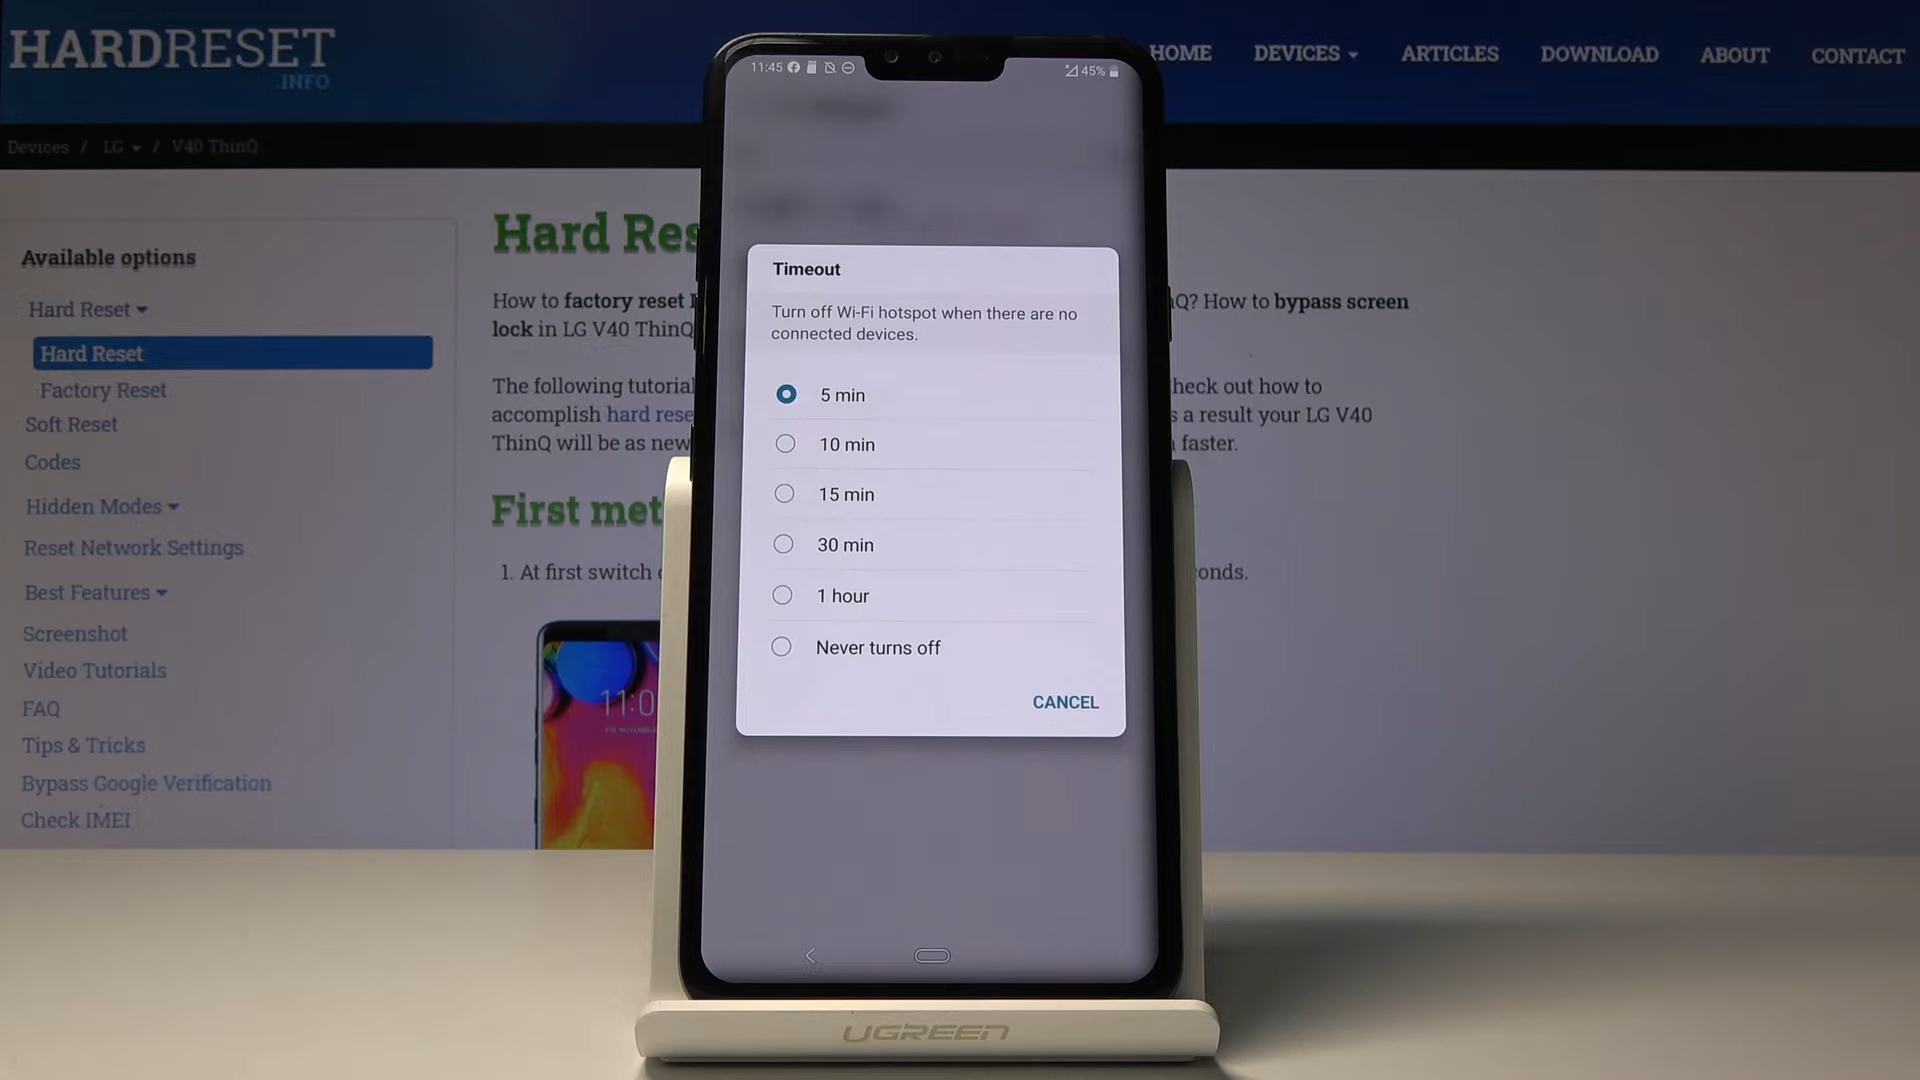 HARDRESET
.INFO
HOME DEVICES ARTICLES DOWNLOAD ABOUT CONTACT
Devices / LG / V40 ThinQ
Available options
Hard Reset
Hard Reset
Factory Reset
Soft Reset
Codes
Hidden Modes
Reset Network Settings
Best Features
Screenshot
Video Tutorials
FAQ
Tips & Tricks
Bypass Google Verification
Check IMEI
Hard Res
How to factory reset Q? How to bypass screen
lock in LG V40 ThinQ
The following tutorial heck out how to
accomplish hard rese s a result your LG V40
ThinQ will be as new faster.
First met
1. At first switch onds.
11:0
11:45 45%
Timeout
Turn off Wi-Fi hotspot when there are no
connected devices.
5 min
10 min
15 min
30 min
1 hour
Never turns off
CANCEL
UGREEN